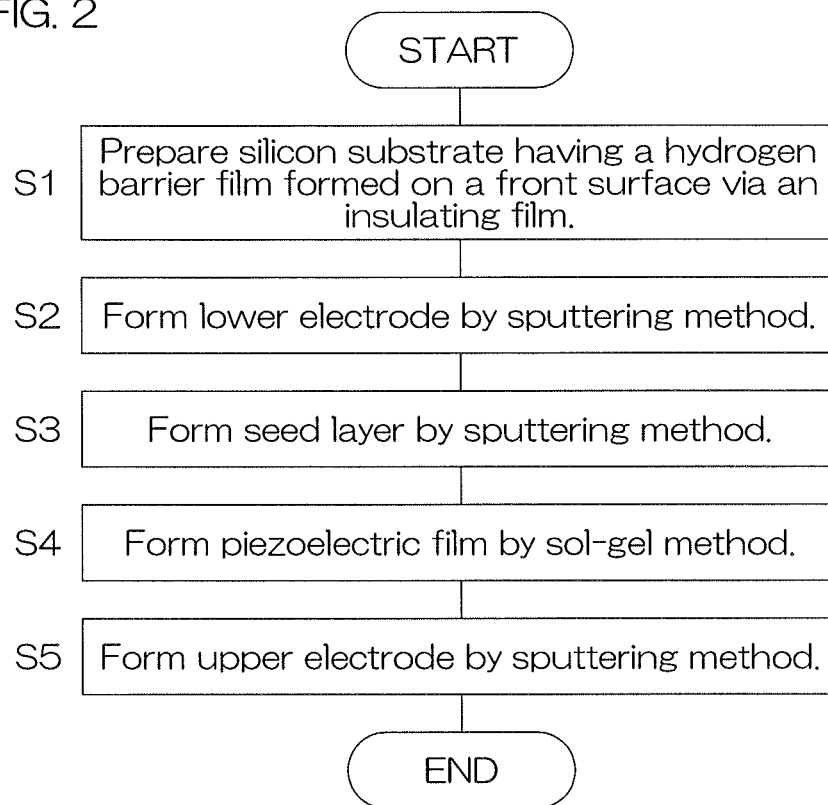 FIG. 2
START
S1
Prepare silicon substrate having a hydrogen
barrier film formed on a front surface via an
insulating film.
S2
Form lower electrode by sputtering method.
S3
Form seed layer by sputtering method.
S4
Form piezoelectric film by sol-gel method.
S5
Form upper electrode by sputtering method.
END